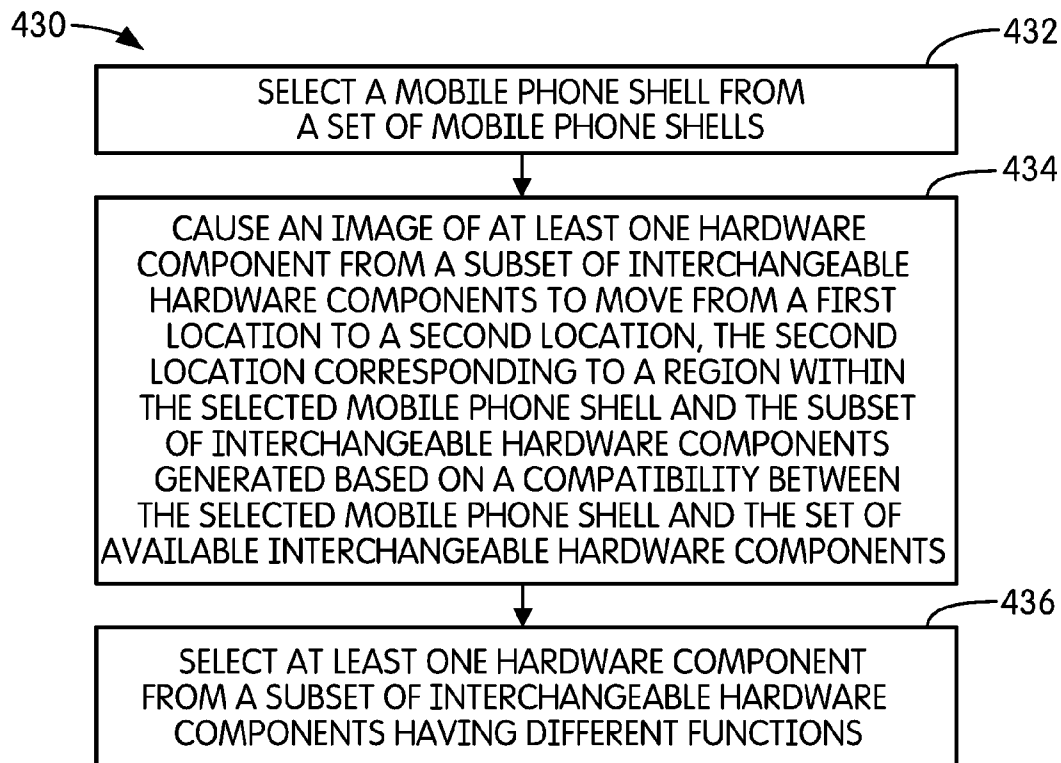 430
432
SELECT A MOBILE PHONE SHELL FROM
A SET OF MOBILE PHONE SHELLS
434
CAUSE AN IMAGE OF AT LEAST ONE HARDWARE
COMPONENT FROM A SUBSET OF INTERCHANGEABLE
HARDWARE COMPONENTS TO MOVE FROM A FIRST
LOCATION TO A SECOND LOCATION, THE SECOND
LOCATION CORRESPONDING TO A REGION WITHIN
THE SELECTED MOBILE PHONE SHELL AND THE SUBSET
OF INTERCHANGEABLE HARDWARE COMPONENTS
GENERATED BASED ON A COMPATIBILITY BETWEEN
THE SELECTED MOBILE PHONE SHELL AND THE SET OF
AVAILABLE INTERCHANGEABLE HARDWARE COMPONENTS
436
SELECT AT LEAST ONE HARDWARE COMPONENT
FROM A SUBSET OF INTERCHANGEABLE HARDWARE
COMPONENTS HAVING DIFFERENT FUNCTIONS